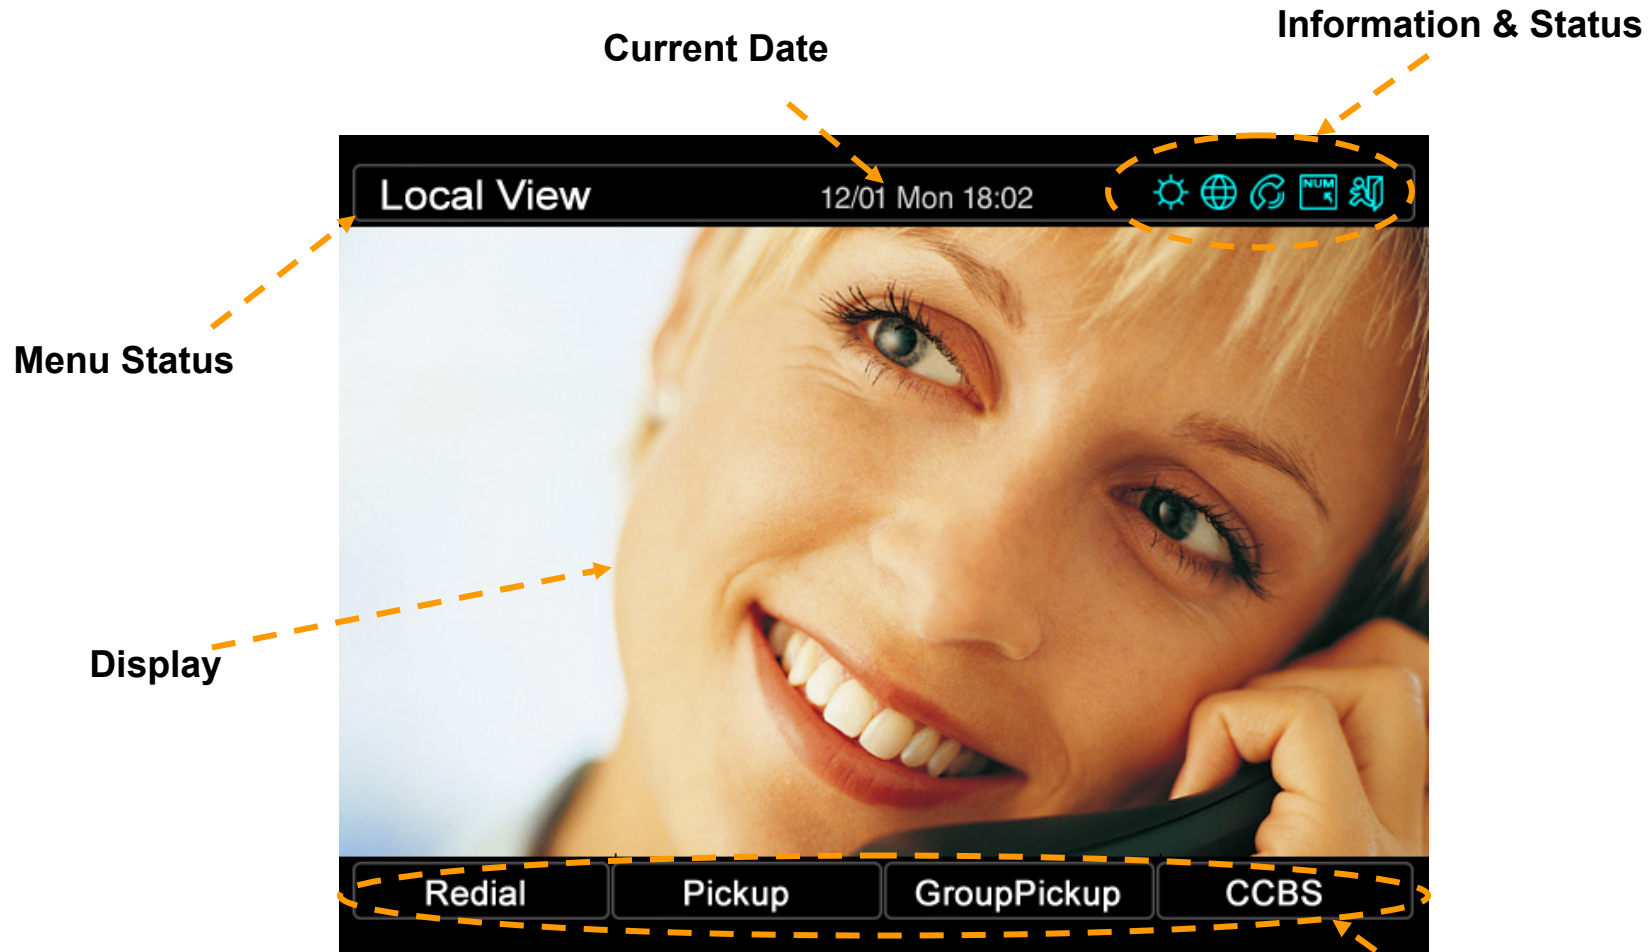 Information & Status
Current Date
Local View
12/01 Mon 18:02
NUM
Menu Status
Display
Redial
Pickup
GroupPickup
CCBS